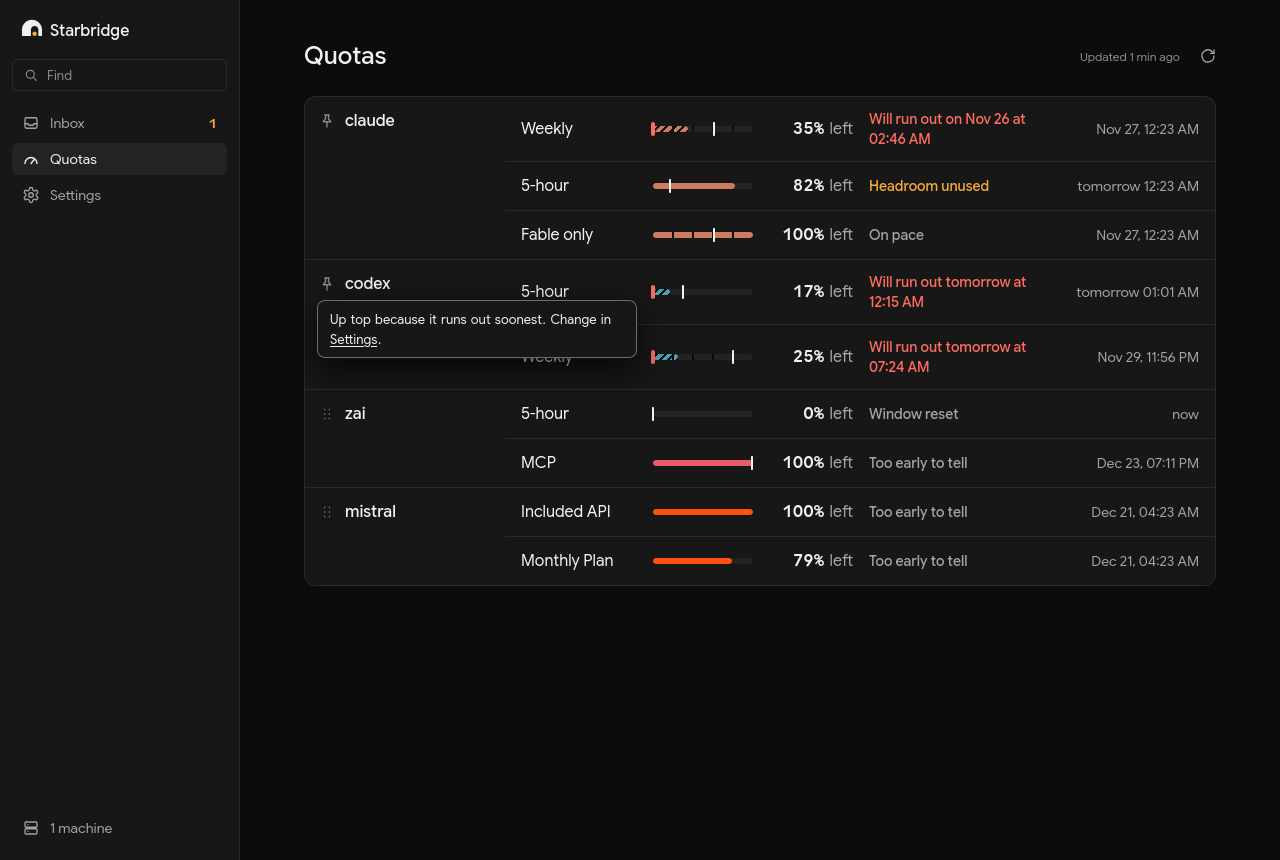 Starbridge
Find
Inbox 1
Quotas
Settings
1 machine
Quotas
Updated 1 min ago
claude
Weekly 35% left Will run out on Nov 26 at 02:46 AM Nov 27, 12:23 AM
5-hour 82% left Headroom unused tomorrow 12:23 AM
Fable only 100% left On pace Nov 27, 12:23 AM
codex
5-hour 17% left Will run out tomorrow at 12:15 AM tomorrow 01:01 AM
Up top because it runs out soonest. Change in
Settings.
Weekly 25% left Will run out tomorrow at 07:24 AM Nov 29, 11:56 PM
zai
5-hour 0% left Window reset now
MCP 100% left Too early to tell Dec 23, 07:11 PM
mistral
Included API 100% left Too early to tell Dec 21, 04:23 AM
Monthly Plan 79% left Too early to tell Dec 21, 04:23 AM